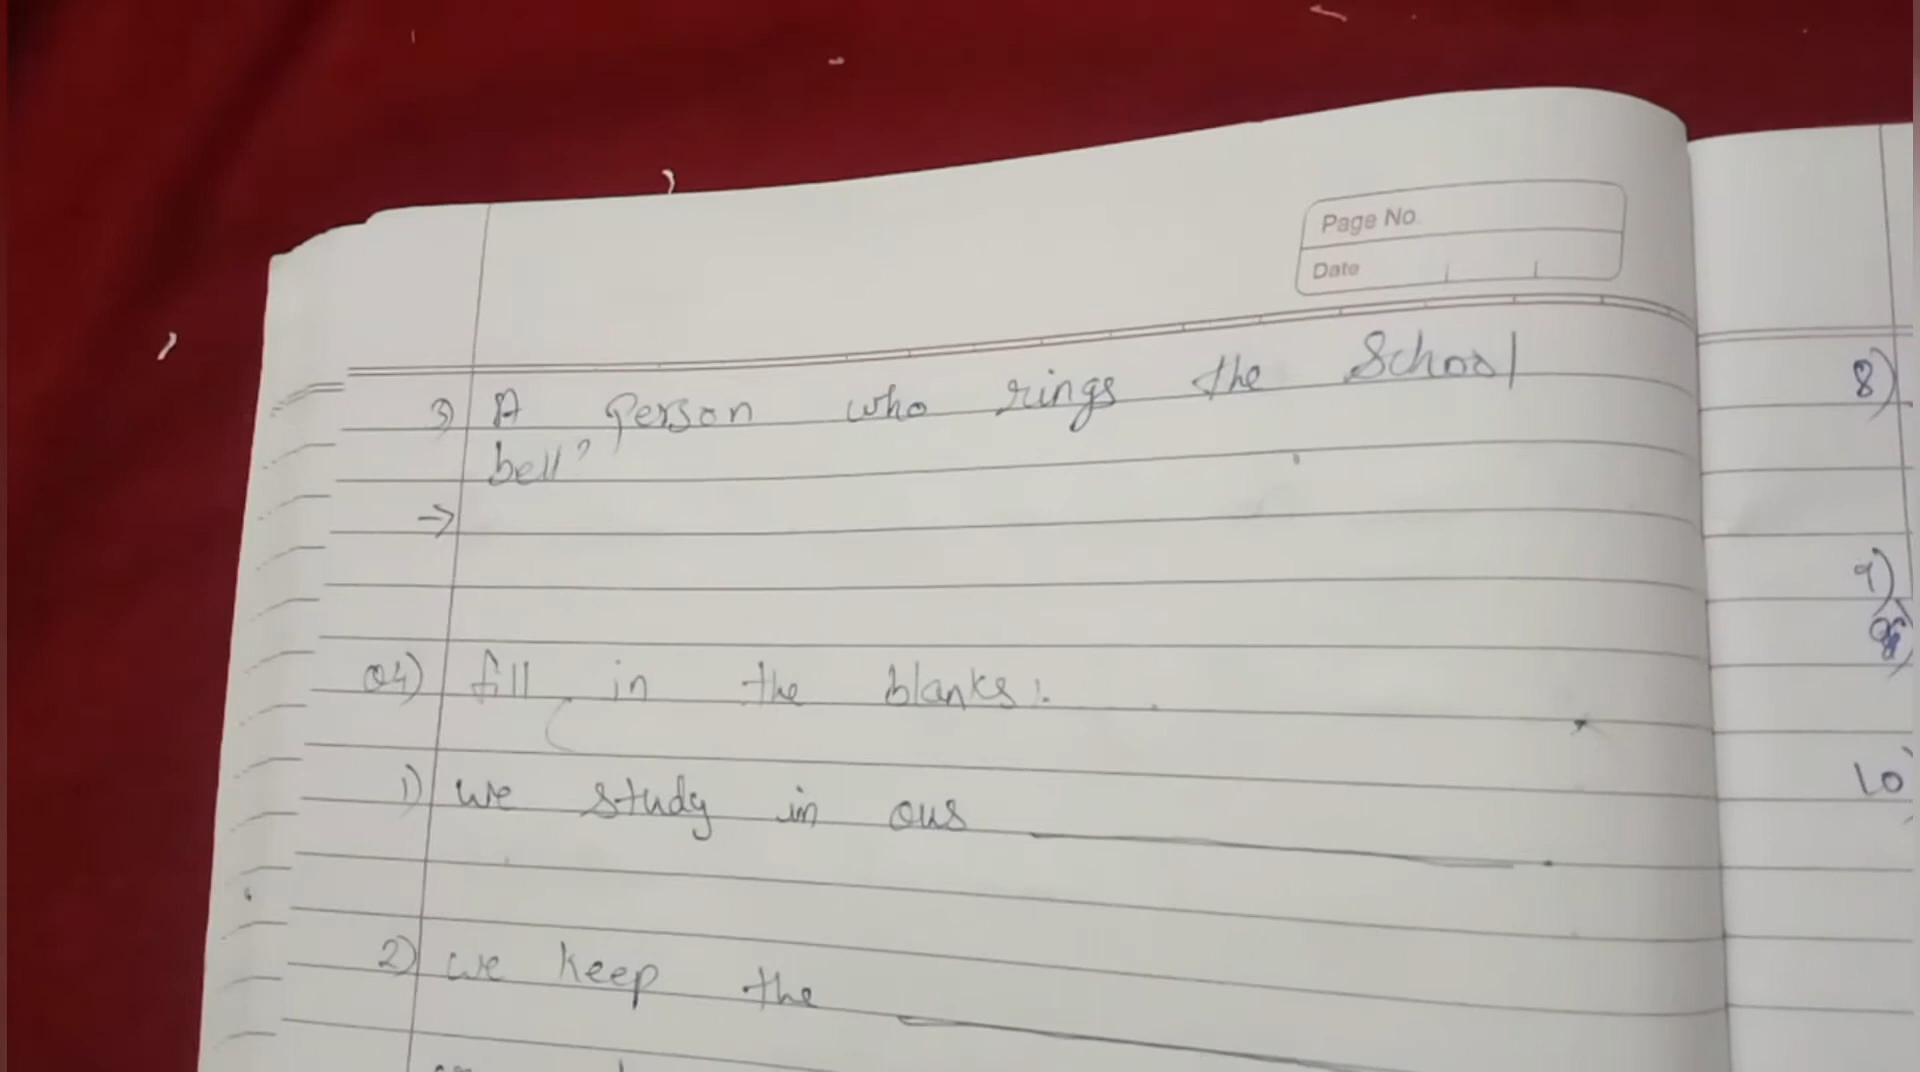 Page No.
Date
3) A Person who rings the School
bell?
→
Q4) fill in the blanks:
1) we study in our
2) we keep the
8)
9)
10)